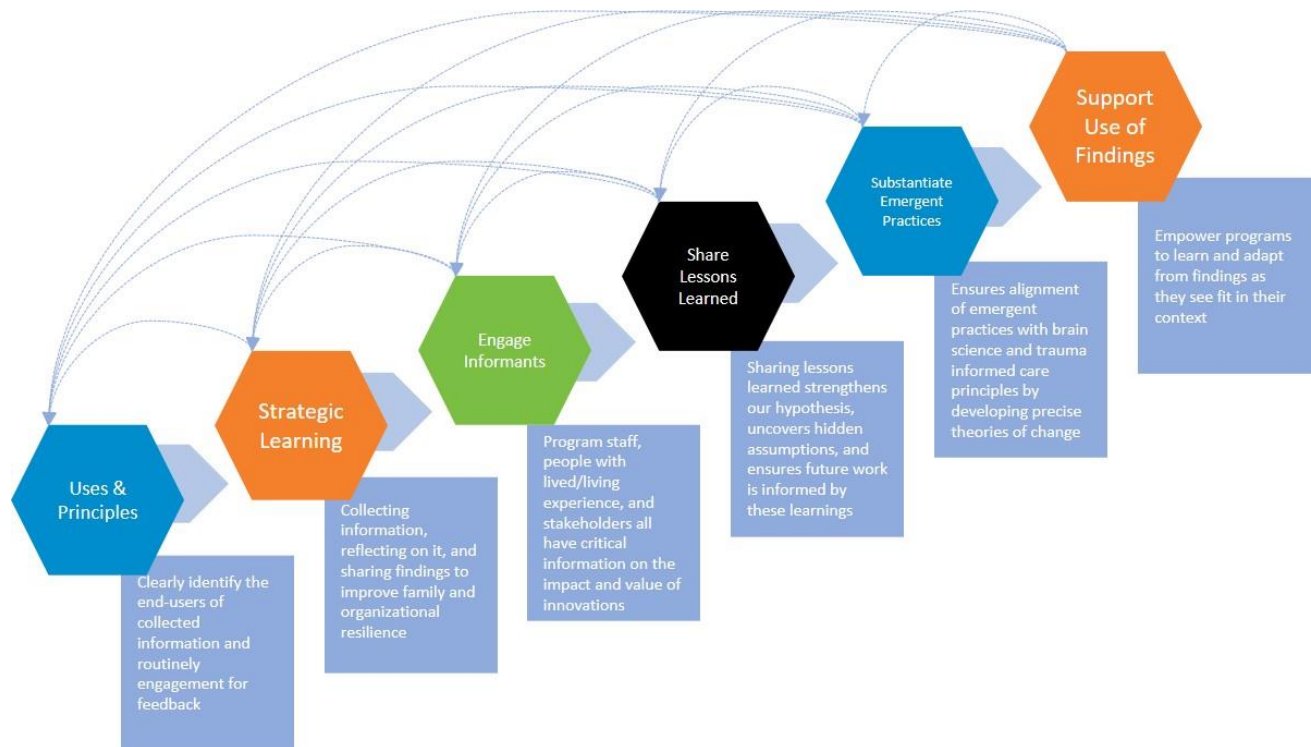 Uses &
Principles
Clearly identify the
end-users of
collected
information and
routinely
engagement for
feedback
Strategic
Learning
Collecting
information,
reflecting on it, and
sharing findings to
improve family and
organizational
resilience
Engage
Informants
Program staff,
people with
lived/living
experience, and
stakeholders all
have critical
information on the
impact and value of
innovations
Share
Lessons
Learned
Sharing lessons
learned strengthens
our hypothesis,
uncovers hidden
assumptions, and
ensures future work
is informed by
these learnings
Substantiate
Emergent
Practices
Ensures alignment
of emergent
practices with brain
science and trauma
informed care
principles by
developing precise
theories of change
Support
Use of
Findings
Empower programs
to learn and adapt
from findings as
they see fit in their
context